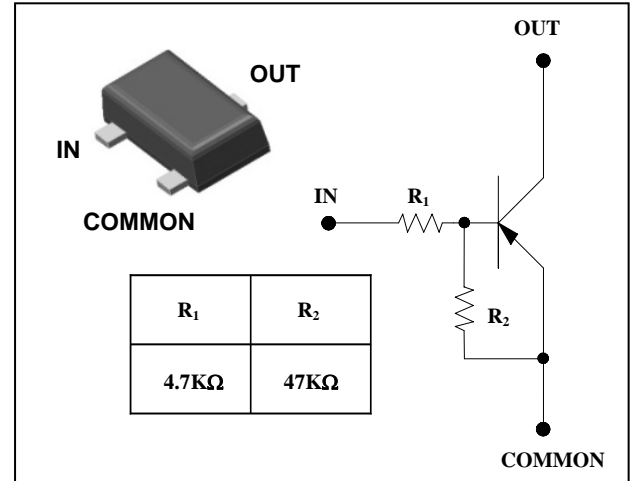 OUT
OUT
IN
IN
R₁
COMMON
R₂
R₁ R₂
4.7KΩ 47KΩ
COMMON